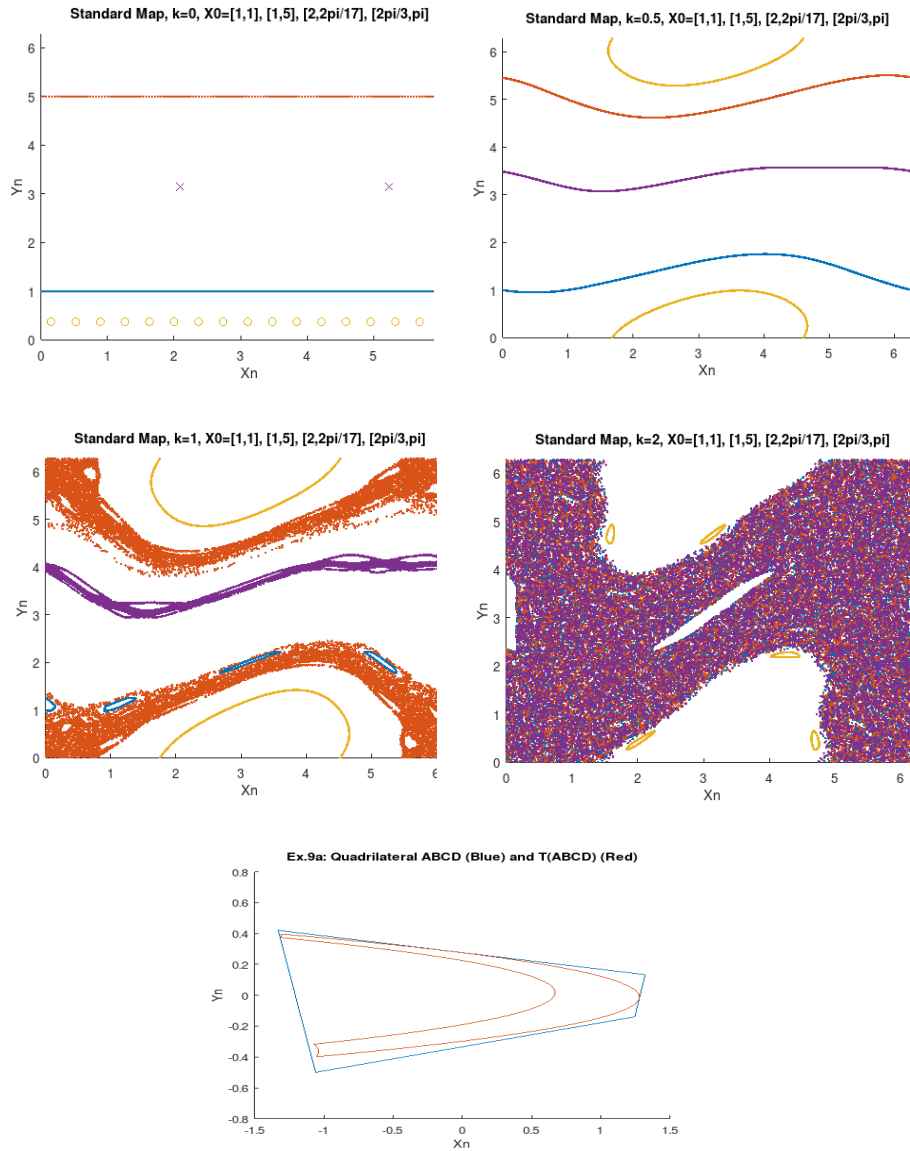 Standard Map, k=0, X0=[1,1], [1,5], [2,2pi/17], [2pi/3,pi]
6
5
4
3
2
1
0
Yn
0 1 2 3 4 5
Xn
Standard Map, k=0.5, X0=[1,1], [1,5], [2,2pi/17], [2pi/3,pi]
6
5
4
3
2
1
0
Yn
0 1 2 3 4 5 6
Xn
Standard Map, k=1, X0=[1,1], [1,5], [2,2pi/17], [2pi/3,pi]
6
5
4
3
2
1
0
Yn
0 1 2 3 4 5 6
Xn
Standard Map, k=2, X0=[1,1], [1,5], [2,2pi/17], [2pi/3,pi]
6
5
4
3
2
1
0
Yn
0 1 2 3 4 5 6
Xn
Ex.9a: Quadrilateral ABCD (Blue) and T(ABCD) (Red)
0.8
0.6
0.4
0.2
0
-0.2
-0.4
-0.6
-0.8
Yn
-1.5 -1 -0.5 0 0.5 1 1.5
Xn